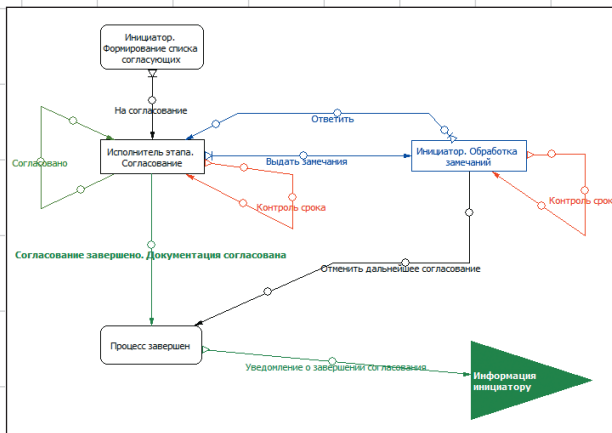 Инициатор.
Формирование списка
согласующих
На согласование
Ответить
Исполнитель этапа.
Согласование
Инициатор. Обработка
замечаний
Согласовано
Выдать замечания
Контроль срока
Контроль срок
Согласование завершено. Документация согласована
Отменить дальнейшее согласование
Процесс завершен
Уведомление о завершении согласования
Информация
инициатору